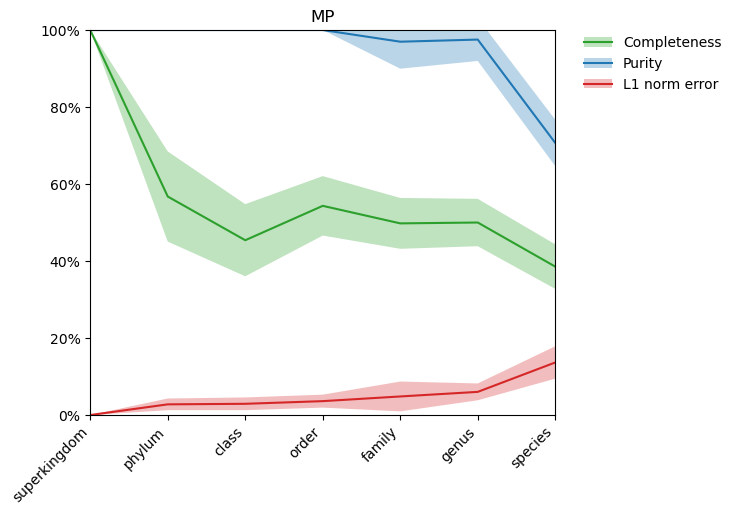 MP
100%
80%
60%
40%
20%
0%
superkingdom
phylum
class
order
family
genus
species
Completeness
Purity
L1 norm error